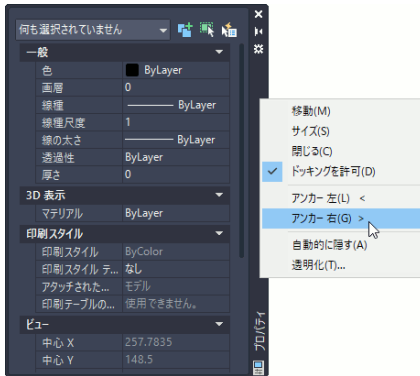 何も選択されていません
一般
色 ByLayer
画層 0
線種 ByLayer
線種尺度 1
線の太さ ByLayer
透過性 ByLayer
厚さ 0
3D 表示
マテリアル ByLayer
印刷スタイル
印刷スタイル ByColor
印刷スタイル テ... なし
アタッチされた... モデル
印刷テーブルの... 使用できません。
ビュー
中心 X 257.7835
中心 Y 148.5
プロパティ
移動(M)
サイズ(S)
閉じる(C)
ドッキングを許可(D)
アンカー 左(L) <
アンカー 右(G) >
自動的に隠す(A)
透明化(T)...